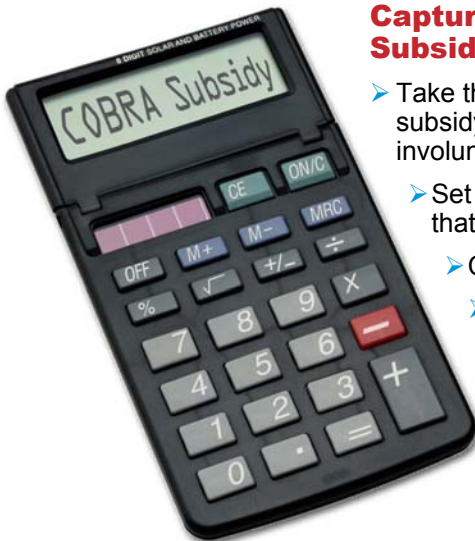 8 DIGIT SOLAR AND BATTERY POWER
COBRA Subsidy
CE
ON/C
OFF
M+
M-
MRC
%
√
+/-
÷
7
8
9
X
4
5
6
−
1
2
3
+
0
.
=
Captur
Subsid
➢ Take th
subsidy
involun
➢ Set
that
➢
➢